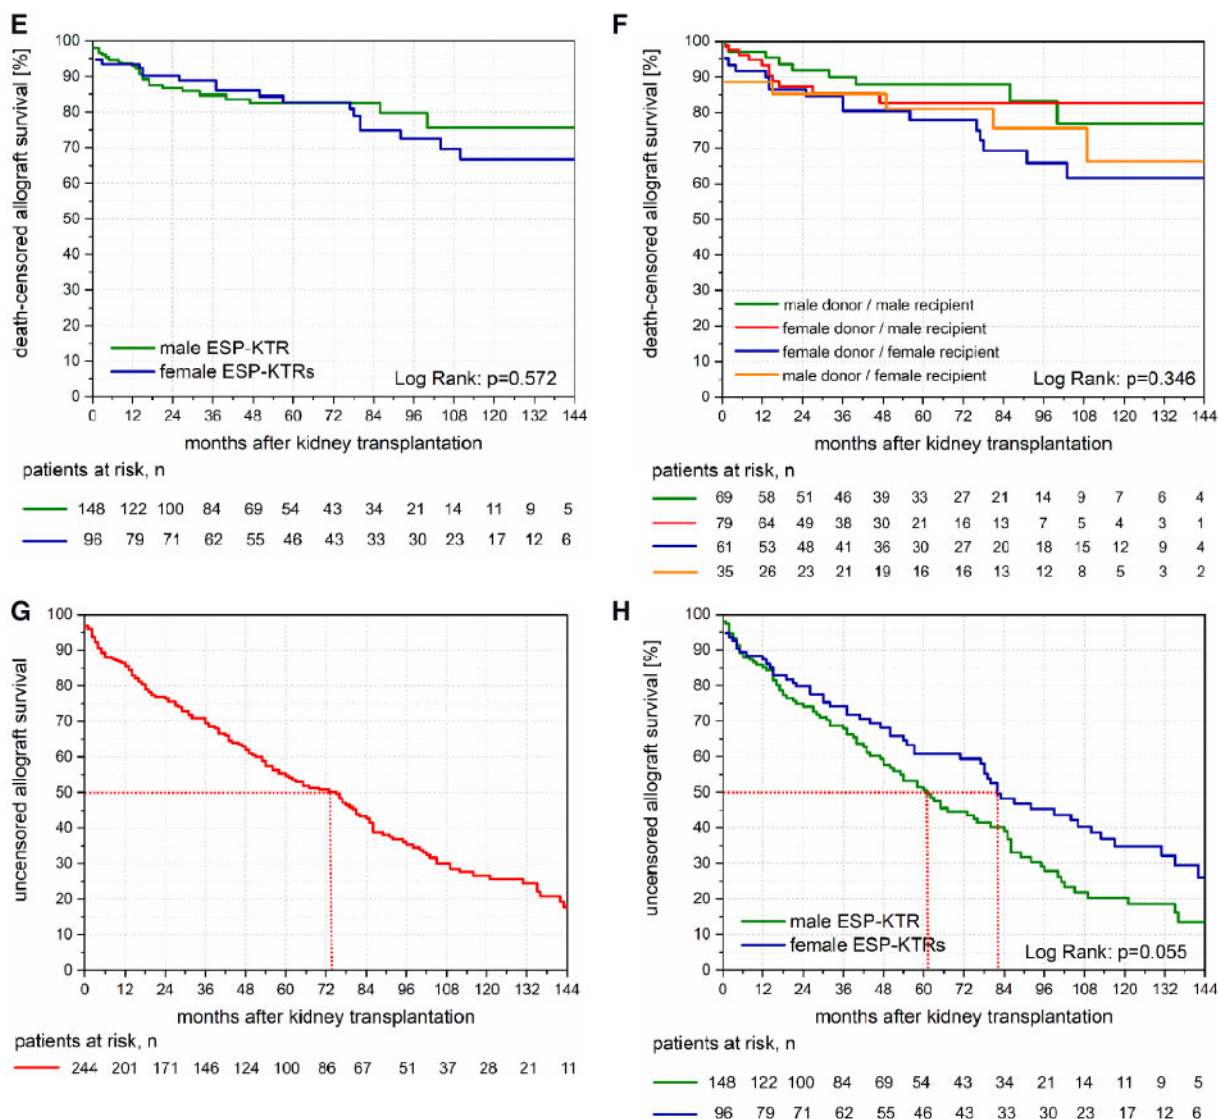 E
death-censored allograft survival [%]
100
90
80
70
60
50
40
30
20
10
0
male ESP-KTR
female ESP-KTRs
Log Rank: p=0.572
0 12 24 36 48 60 72 84 96 108 120 132 144
months after kidney transplantation
patients at risk, n
148 122 100 84 69 54 43 34 21 14 11 9 5
96 79 71 62 55 46 43 33 30 23 17 12 6
F
death-censored allograft survival [%]
100
90
80
70
60
50
40
30
20
10
0
male donor / male recipient
female donor / male recipient
female donor / female recipient
male donor / female recipient
Log Rank: p=0.346
0 12 24 36 48 60 72 84 96 108 120 132 144
months after kidney transplantation
patients at risk, n
69 58 51 46 39 33 27 21 14 9 7 6 4
79 64 49 38 30 21 16 13 7 5 4 3 1
61 53 48 41 36 30 27 20 18 15 12 9 4
35 26 23 21 19 16 16 13 12 8 5 3 2
G
uncensored allograft survival
100
90
80
70
60
50
40
30
20
10
0
0 12 24 36 48 60 72 84 96 108 120 132 144
months after kidney transplantation
patients at risk, n
244 201 171 146 124 100 86 67 51 37 28 21 11
H
uncensored allograft survival [%]
100
90
80
70
60
50
40
30
20
10
0
male ESP-KTR
female ESP-KTRs
Log Rank: p=0.055
0 12 24 36 48 60 72 84 96 108 120 132 144
months after kidney transplantation
patients at risk, n
148 122 100 84 69 54 43 34 21 14 11 9 5
96 79 71 62 55 46 43 33 30 23 17 12 6